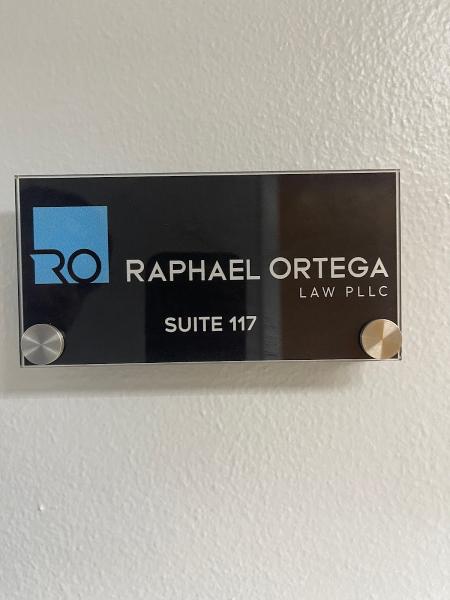 RO
RAPHAEL ORTEGA
LAW PLLC
SUITE 117